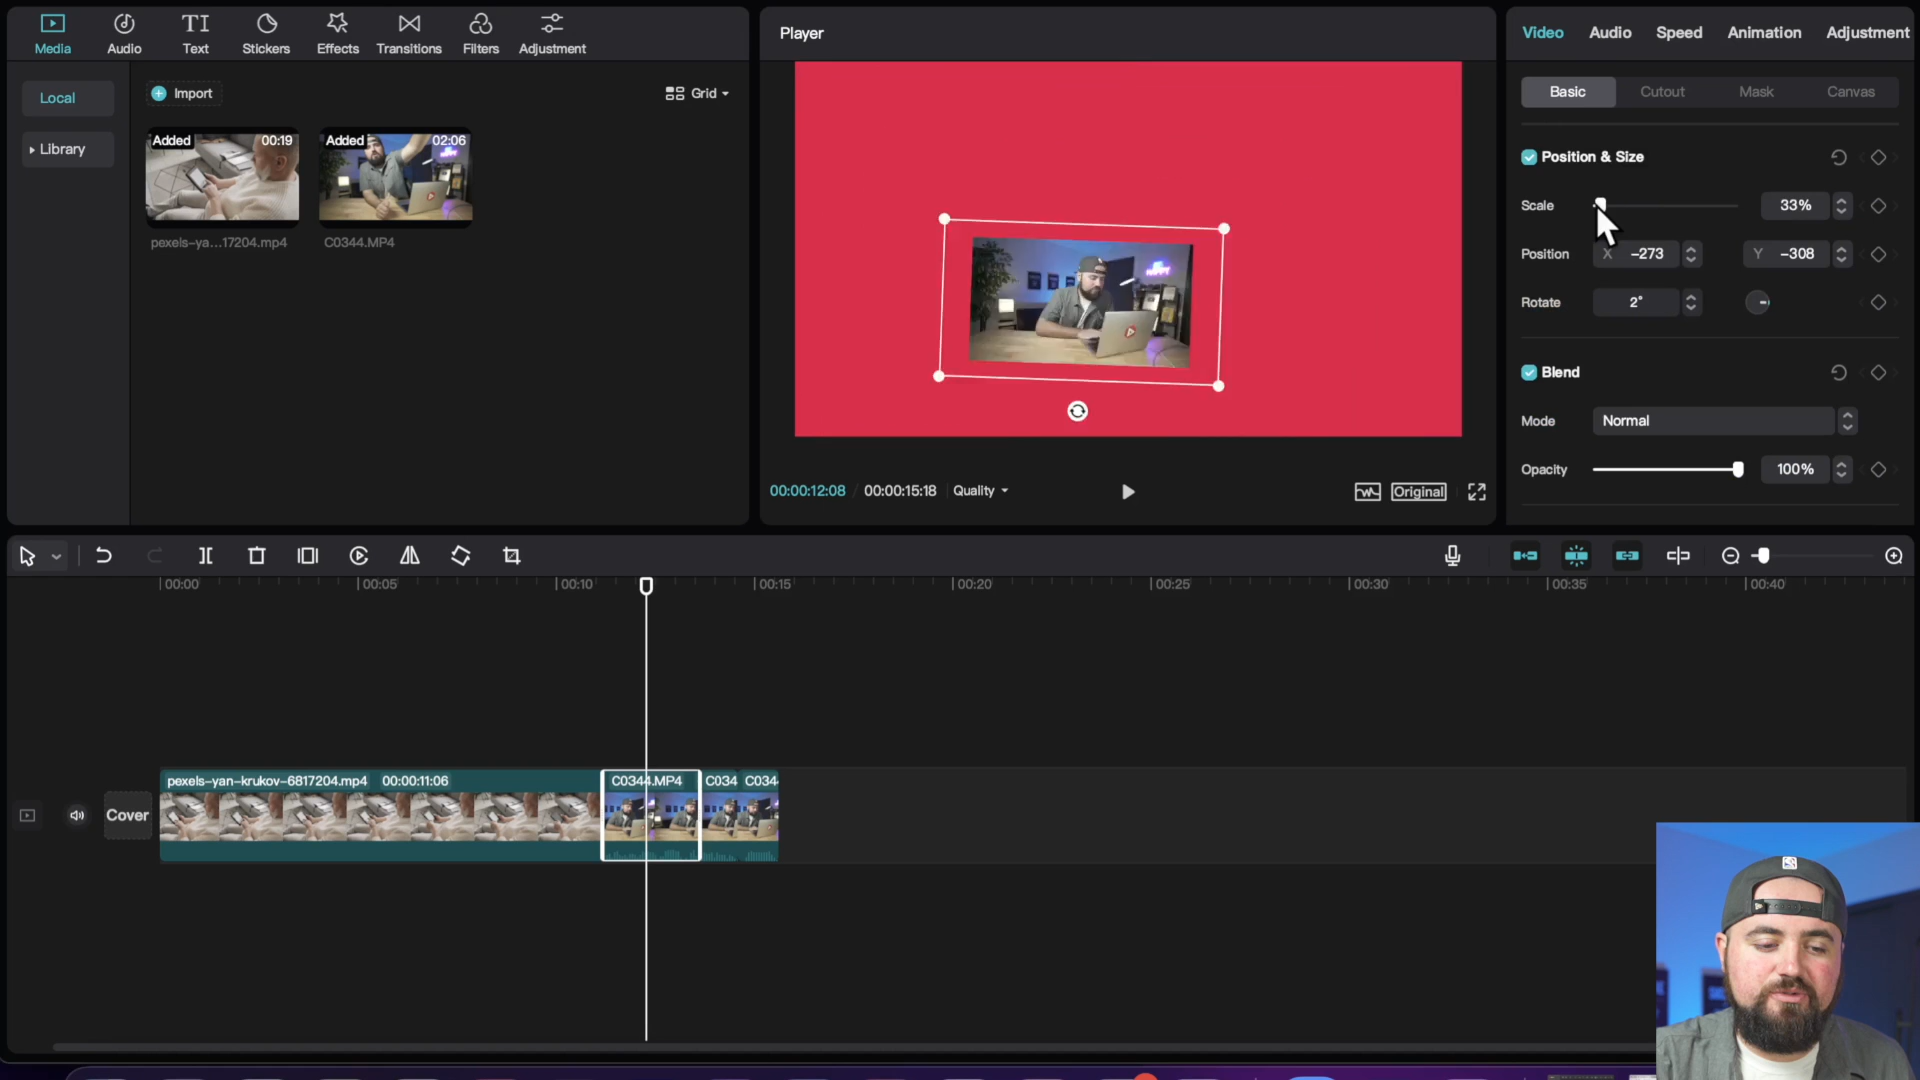 Media
Audio
Text
Stickers
Effects
Transitions
Filters
Adjustment
Local
Library
Import
Grid
Added 00:19
pexels-ya...17204.mp4
Added 02:06
C0344.MP4
Player
00:00:12:08 / 00:00:15:18 Quality
Original
Video Audio Speed Animation Adjustment
Basic Cutout Mask Canvas
Position & Size
Scale 33%
Position X -273 Y -308
Rotate 2°
Blend
Mode Normal
Opacity 100%
00:00 00:05 00:10 00:15 00:20 00:25 00:30 00:35 00:40
Cover
pexels-yan-krukov-6817204.mp4 00:00:11:06
C0344.MP4
C034
C034